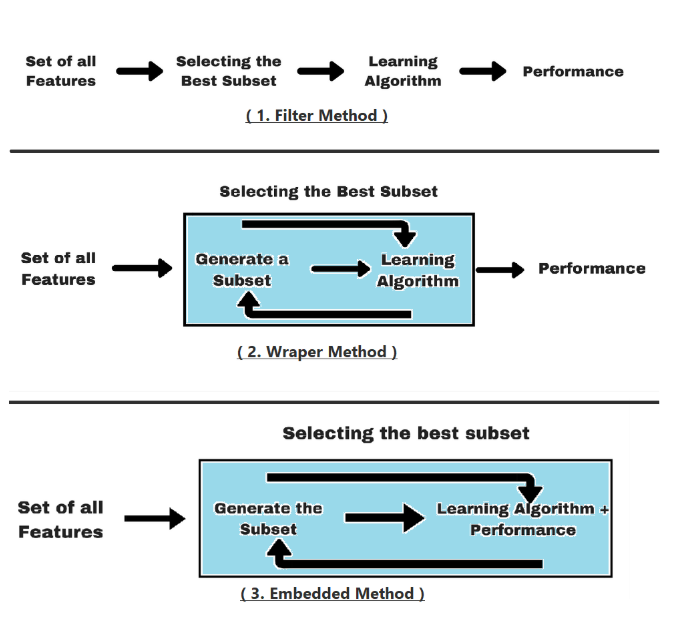 Set of all
Features
Selecting the
Best Subset
Learning
Algorithm
Performance
( 1. Filter Method )
Selecting the Best Subset
Set of all
Features
Generate a
Subset
Learning
Algorithm
Performance
( 2. Wraper Method )
Selecting the best subset
Set of all
Features
Generate the
Subset
Learning Algorithm +
Performance
( 3. Embedded Method )